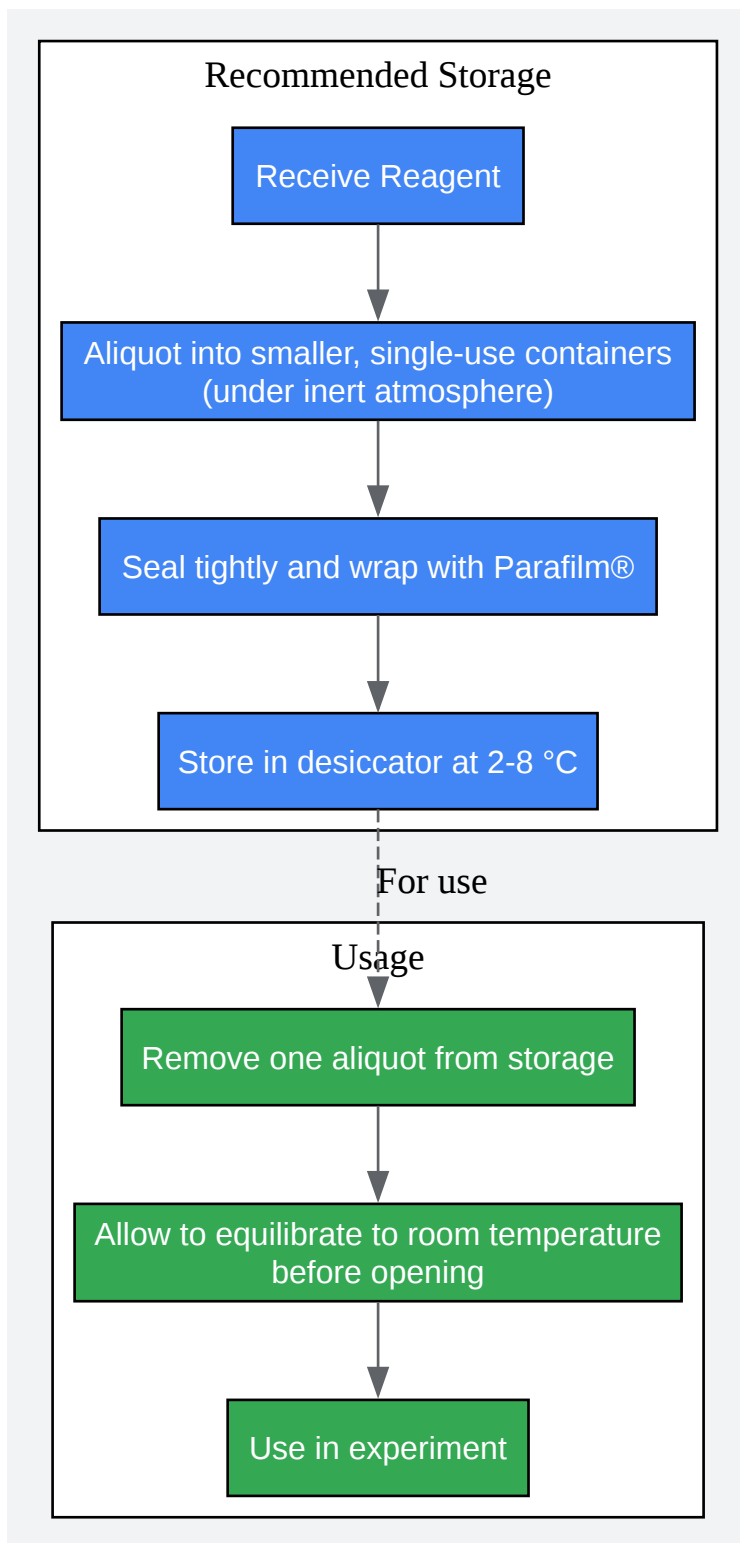 Recommended Storage
Receive Reagent
Aliquot into smaller, single-use containers
(under inert atmosphere)
Seal tightly and wrap with Parafilm®
Store in desiccator at 2-8 °C
For use
Usage
Remove one aliquot from storage
Allow to equilibrate to room temperature
before opening
Use in experiment